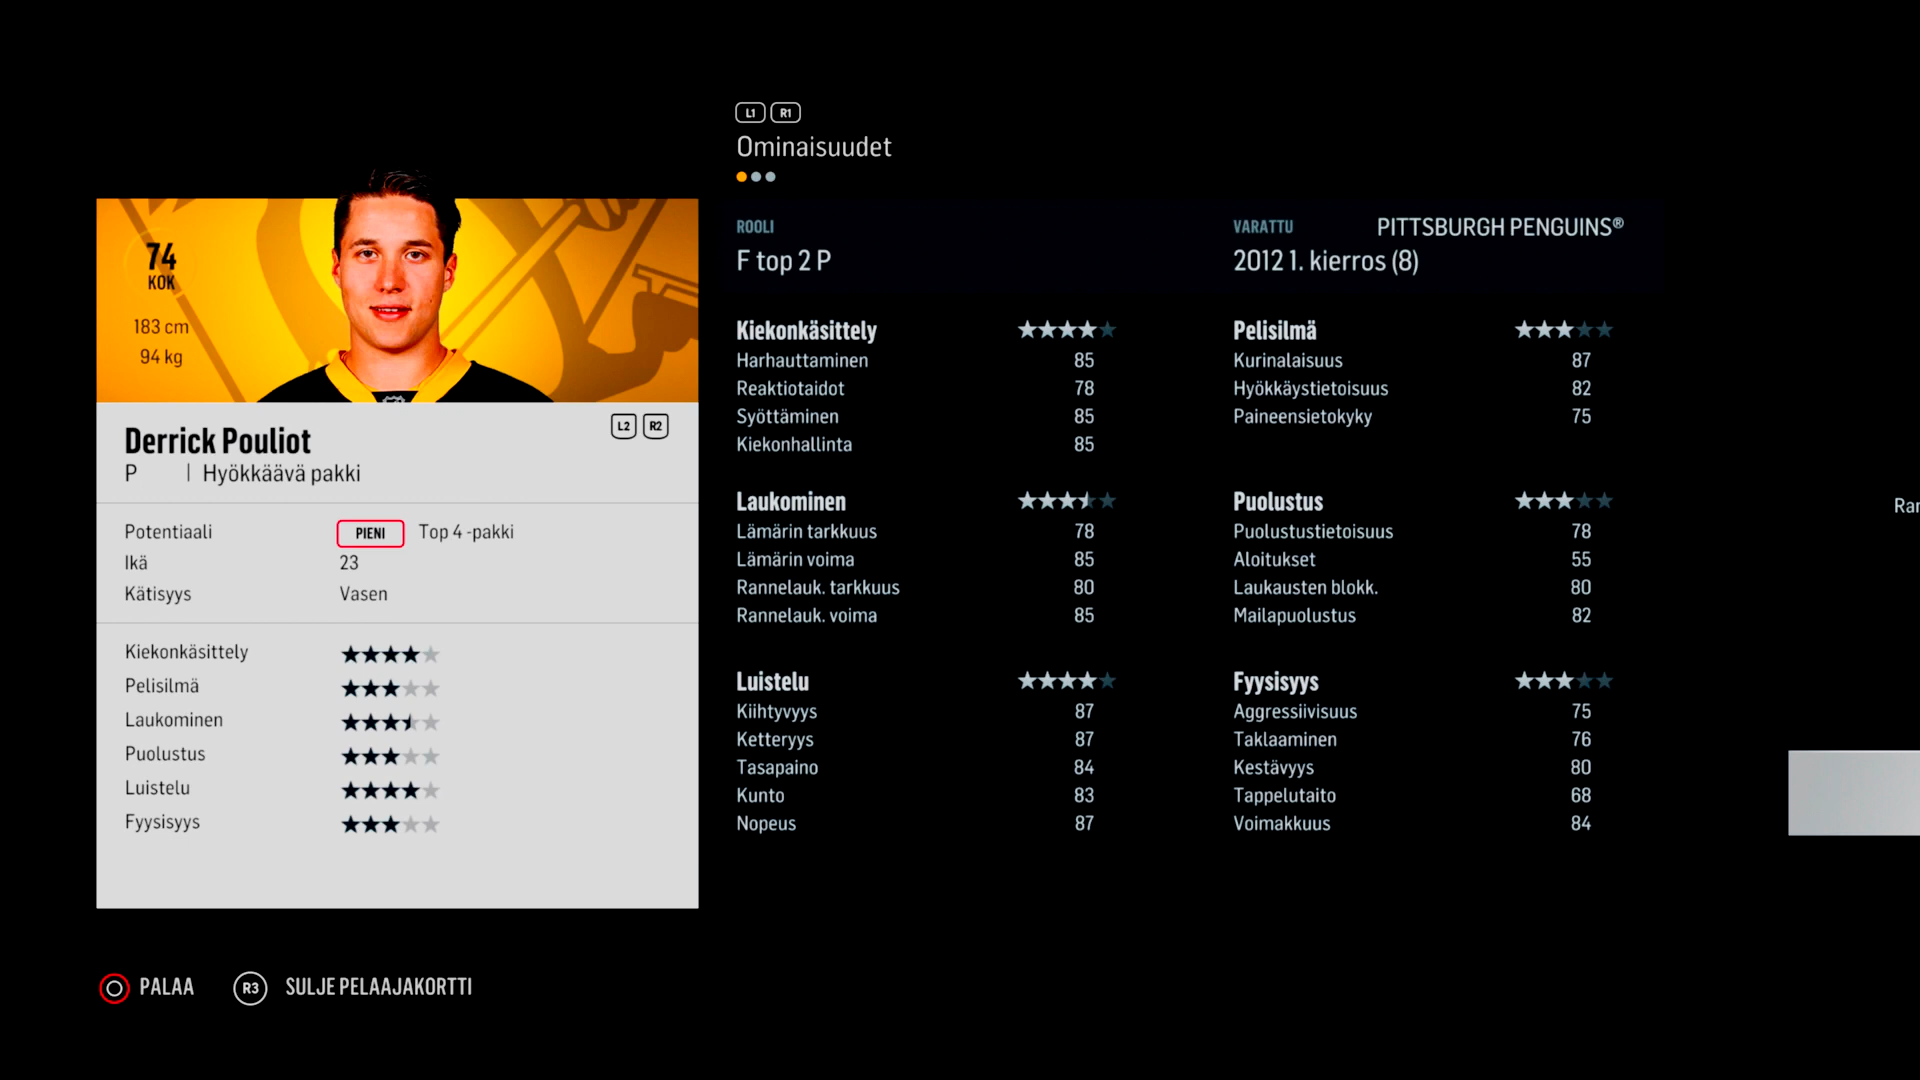 L1 R1
Ominaisuudet
74
KOK
183 cm
94 kg
Derrick Pouliot
L2 R2
P | Hyökkäävä pakki
Potentiaali PIENI Top 4 -pakki
Ikä 23
Kätisyys Vasen
Kiekonkäsittely
Pelisilmä
Laukominen
Puolustus
Luistelu
Fyysisyys
ROOLI
F top 2 P
VARATTU PITTSBURGH PENGUINS®
2012 1. kierros (8)
Kiekonkäsittely
Harhauttaminen 85
Reaktiotaidot 78
Syöttäminen 85
Kiekonhallinta 85
Pelisilmä
Kurinalaisuus 87
Hyökkäystietoisuus 82
Paineensietokyky 75
Laukominen
Lämärin tarkkuus 78
Lämärin voima 85
Rannelauk. tarkkuus 80
Rannelauk. voima 85
Puolustus
Puolustustietoisuus 78
Aloitukset 55
Laukausten blokk. 80
Mailapuolustus 82
Luistelu
Kiihtyvyys 87
Ketteryys 87
Tasapaino 84
Kunto 83
Nopeus 87
Fyysisyys
Aggressiivisuus 75
Taklaaminen 76
Kestävyys 80
Tappelutaito 68
Voimakkuus 84
PALAA
R3 SULJE PELAAJAKORTTI